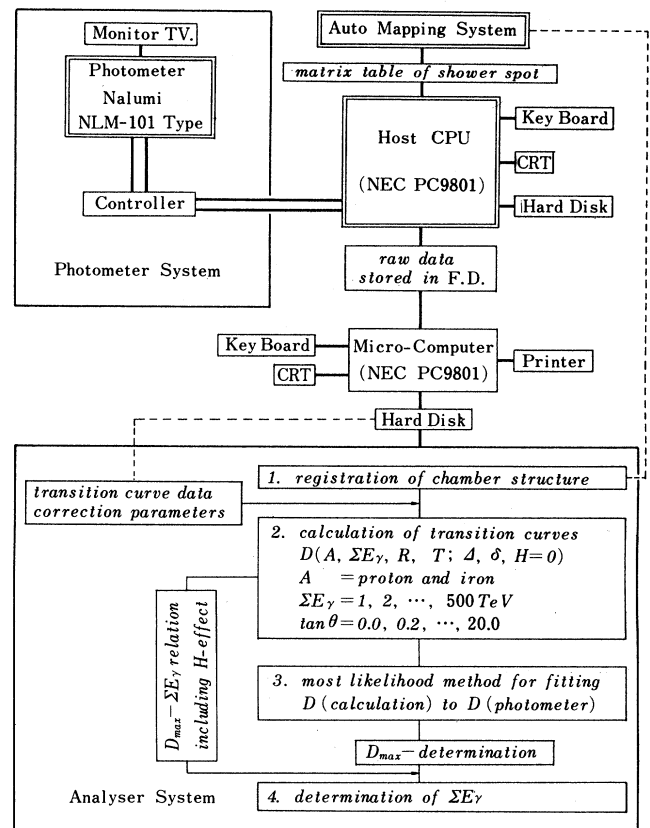 Monitor TV.
Photometer
Nalumi
NLM-101 Type
Controller
Photometer System
Auto Mapping System
matrix table of shower spot
Host CPU
(NEC PC9801)
Key Board
CRT
Hard Disk
raw data
stored in F.D.
Key Board
CRT
Micro-Computer
(NEC PC9801)
Printer
Hard Disk
1. registration of chamber structure
transition curve data
correction parameters
2. calculation of transition curves
D(A, ΣEγ, R, T; Δ, δ, H=0)
A =proton and iron
ΣEγ=1, 2, ⋯, 500 TeV
tan θ=0.0, 0.2, ⋯, 20.0
Dmax−ΣEγ relation
including H-effect
3. most likelihood method for fitting
D (calculation) to D (photometer)
Dmax−determination
4. determination of ΣEγ
Analyser System